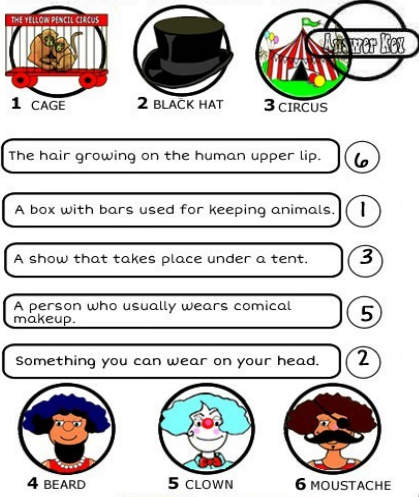 THE YELLOW PENCIL CIRCUS
Answer Key
1 CAGE
2 BLACK HAT
3 CIRCUS
The hair growing on the human upper lip. 6
A box with bars used for keeping animals. 1
A show that takes place under a tent. 3
A person who usually wears comical
makeup. 5
Something you can wear on your head. 2
4 BEARD
5 CLOWN
6 MOUSTACHE